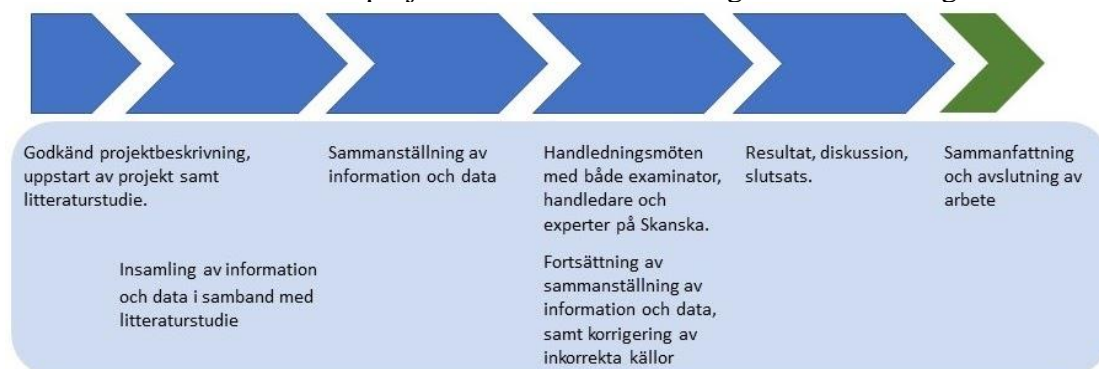 Godkänd projektbeskrivning,
uppstart av projekt samt
litteraturstudie.
Insamling av information
och data i samband med
litteraturstudie
Sammanställning av
information och data
Handledningsmöten
med både examinator,
handledare och
experter på Skanska.
Fortsättning av
sammanställning av
information och data,
samt korrigering av
inkorrekta källor
Resultat, diskussion,
slutsats.
Sammanfattning
och avslutning av
arbete